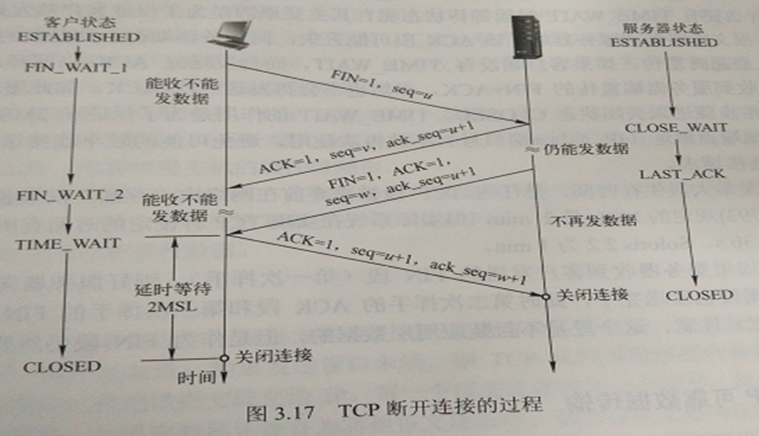 客户状态
ESTABLISHED
FIN_WAIT_1
FIN_WAIT_2
TIME_WAIT
CLOSED
能收不能
发数据
能收不能
发数据
延时等待
2MSL
关闭连接
时间
FIN=1，seq=u
ACK=1，seq=v，ack_seq=u+1
FIN=1，ACK=1，
seq=w，ack_seq=u+1
ACK=1，seq=u+1，ack_seq=w+1
仍能发数据
不再发数据
关闭连接
服务器状态
ESTABLISHED
CLOSE_WAIT
LAST_ACK
CLOSED
图 3.17 TCP 断开连接的过程